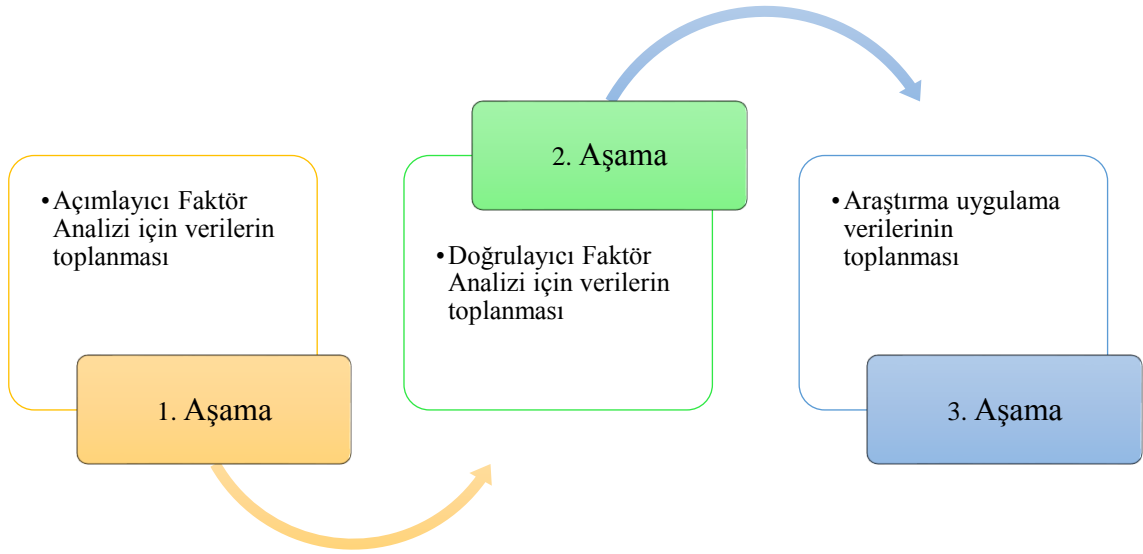 •Açımlayıcı Faktör
Analizi için verilerin
toplanması
1. Aşama
2. Aşama
•Doğrulayıcı Faktör
Analizi için verilerin
toplanması
•Araştırma uygulama
verilerinin
toplanması
3. Aşama